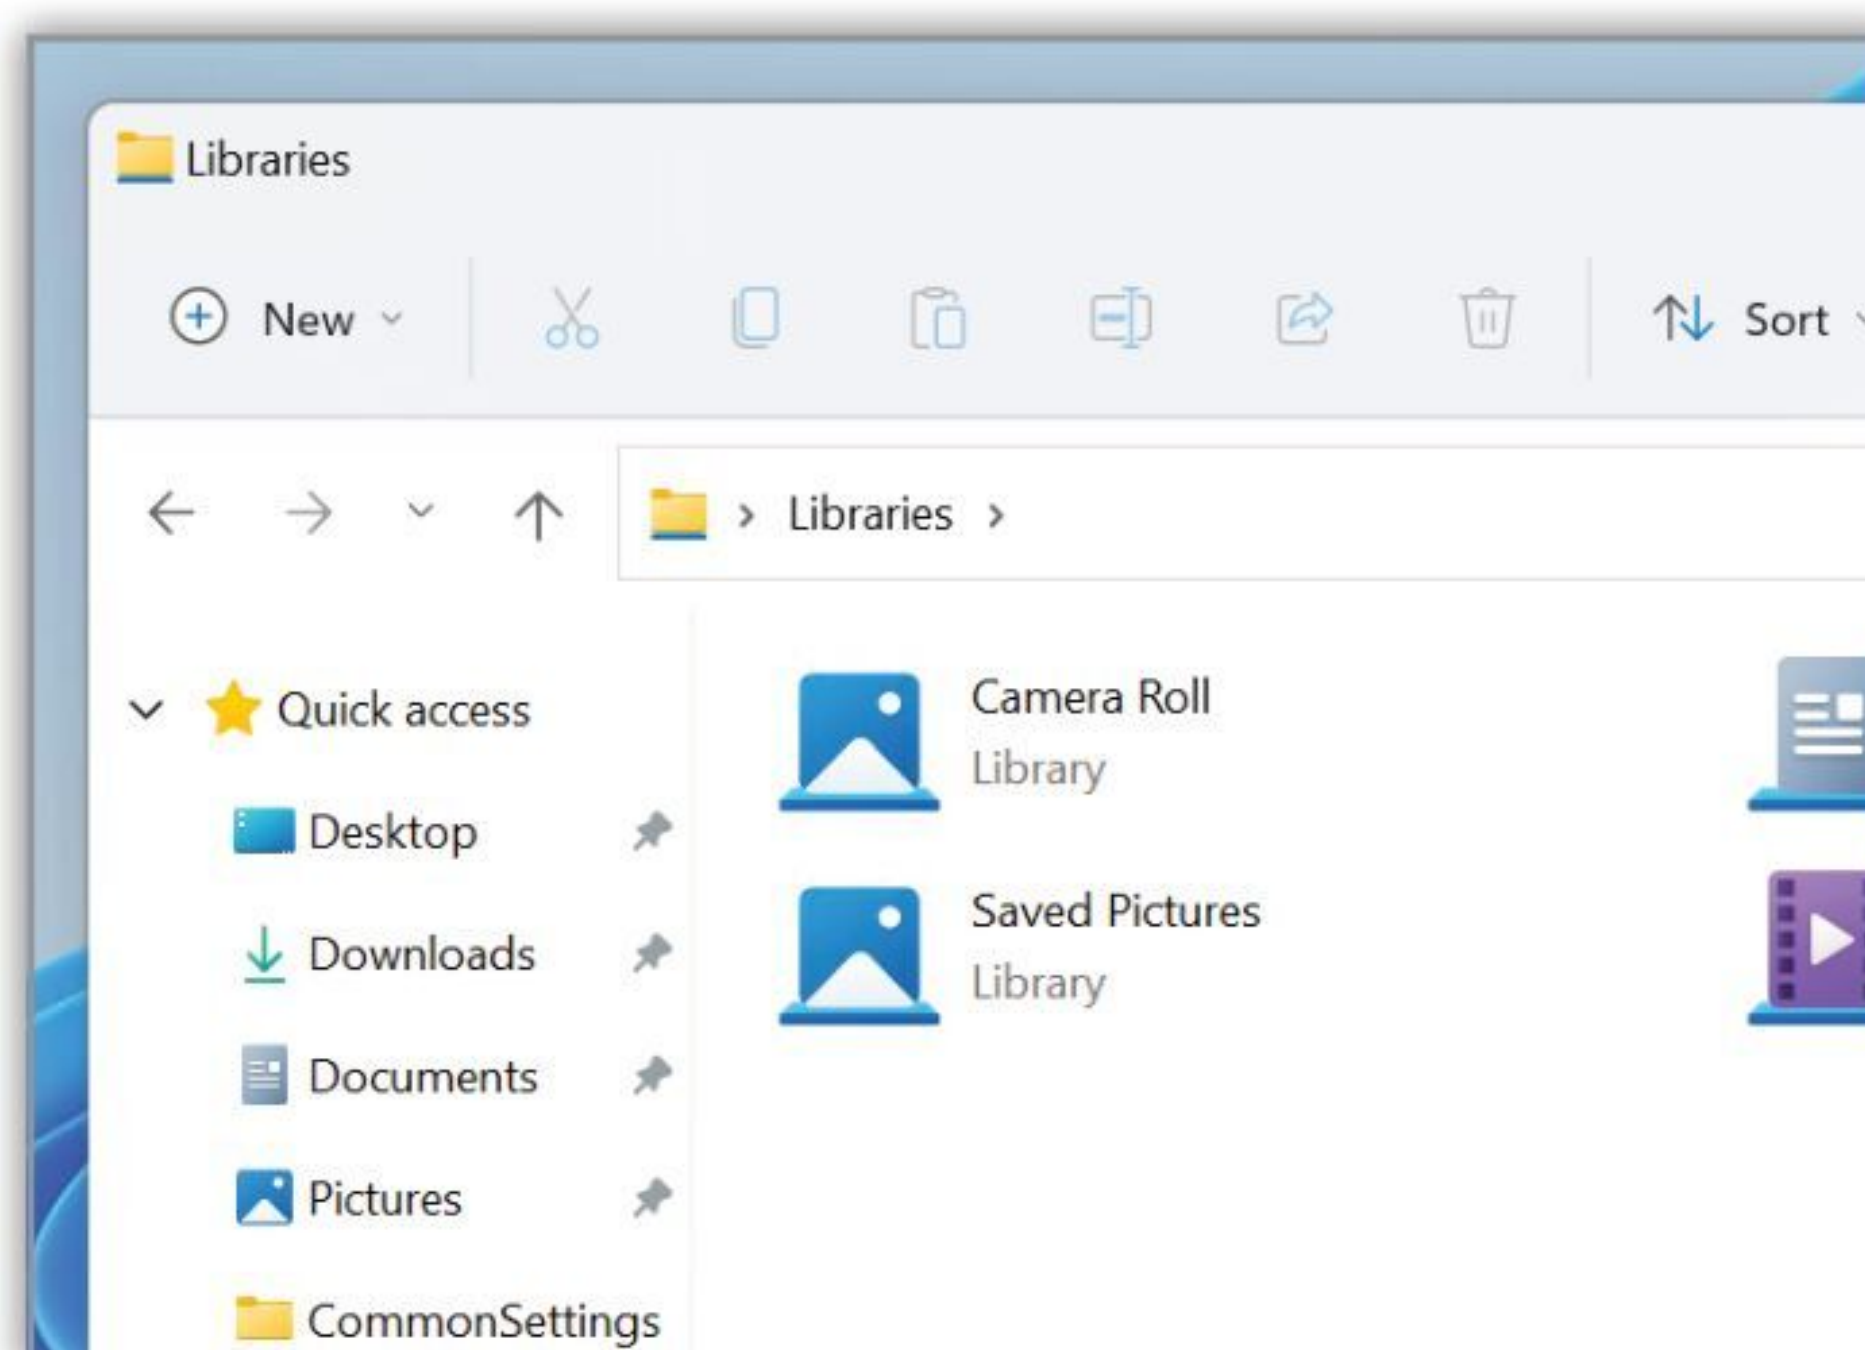 Libraries
New
Sort
Libraries
Quick access
Desktop
Downloads
Documents
Pictures
CommonSettings
Camera Roll
Library
Saved Pictures
Library